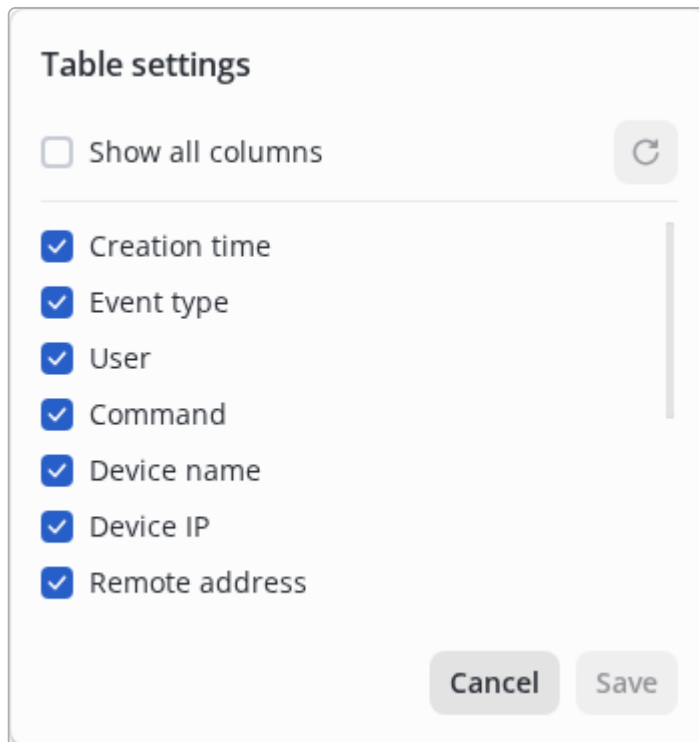 Table settings
Show all columns
Creation time
Event type
User
Command
Device name
Device IP
Remote address
Cancel Save